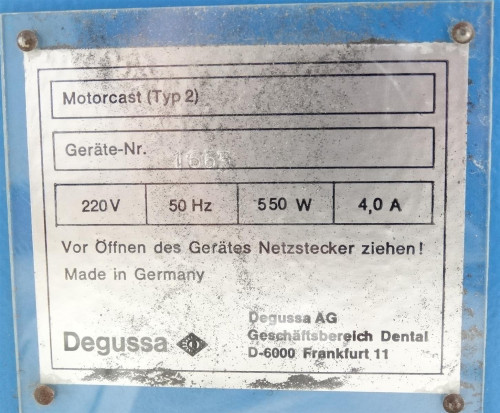 Motorcast (Typ 2)
Geräte-Nr.
220 V 50 Hz 550 W 4,0 A
Vor Öffnen des Gerätes Netzstecker ziehen!
Made in Germany
Degussa
Degussa AG
Geschäftsbereich Dental
D-6000 Frankfurt 11